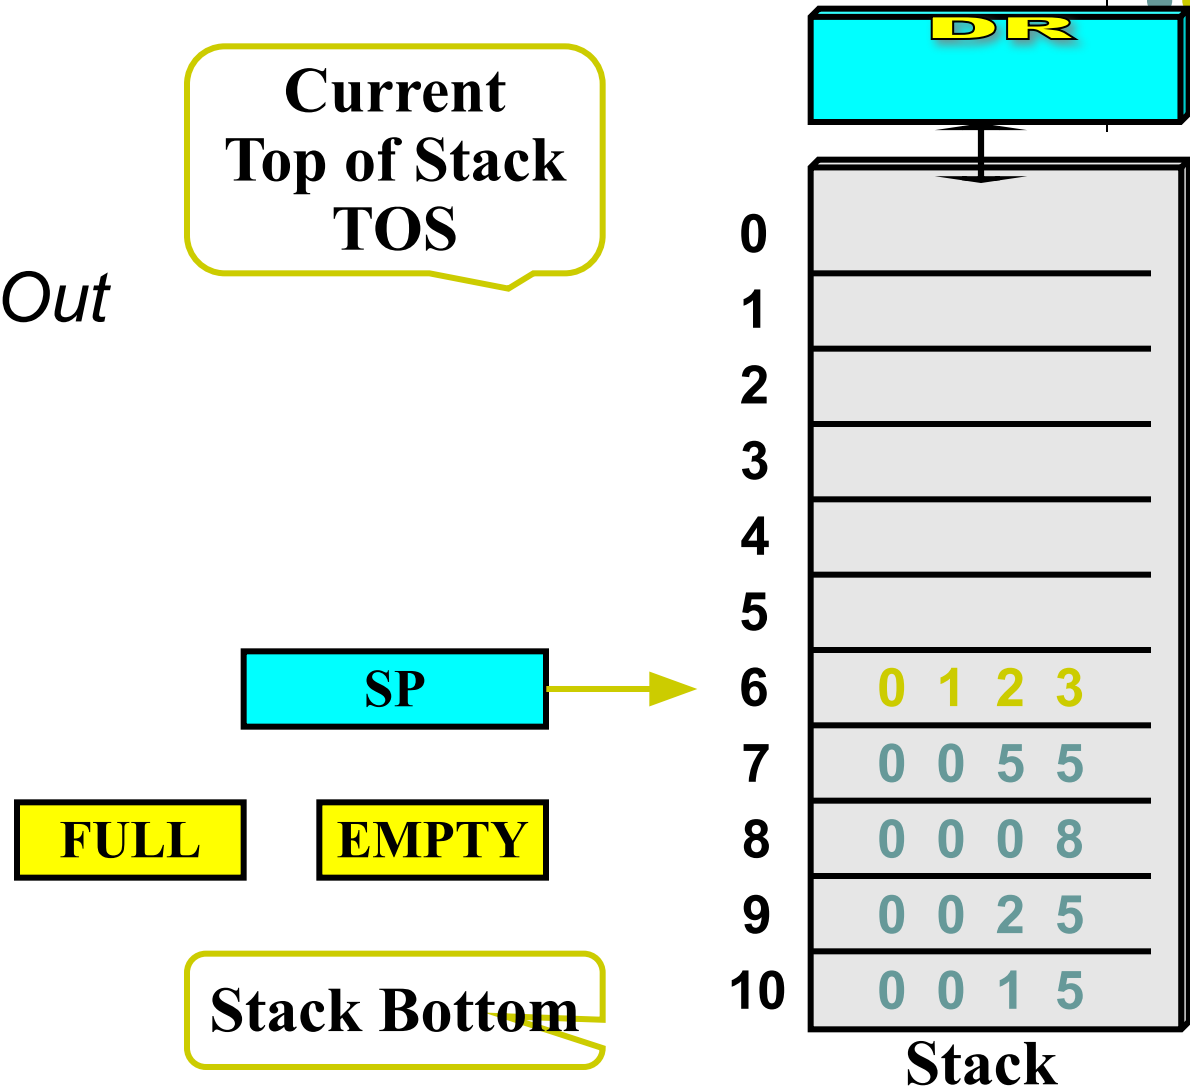 DR
Current
Top of Stack
TOS
Out
0
1
2
3
4
5
SP
6 0 1 2 3
7 0 0 5 5
FULL EMPTY
8 0 0 0 8
9 0 0 2 5
Stack Bottom
10 0 0 1 5
Stack